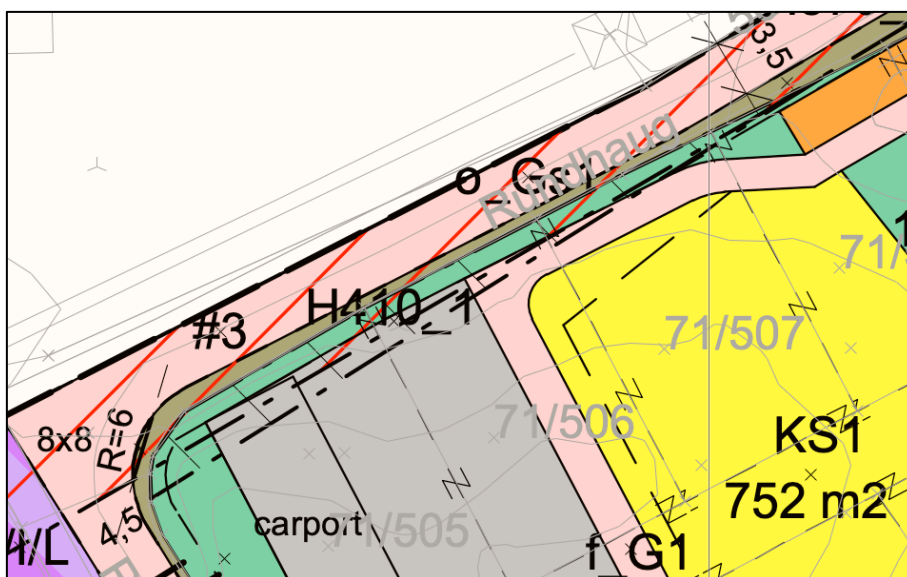 3,5
Rundhaug
71/
H410_1
#3
71/507
8x8
R=6
71/506
KS1
752 m2
4,5
carport
71/505
f_G1